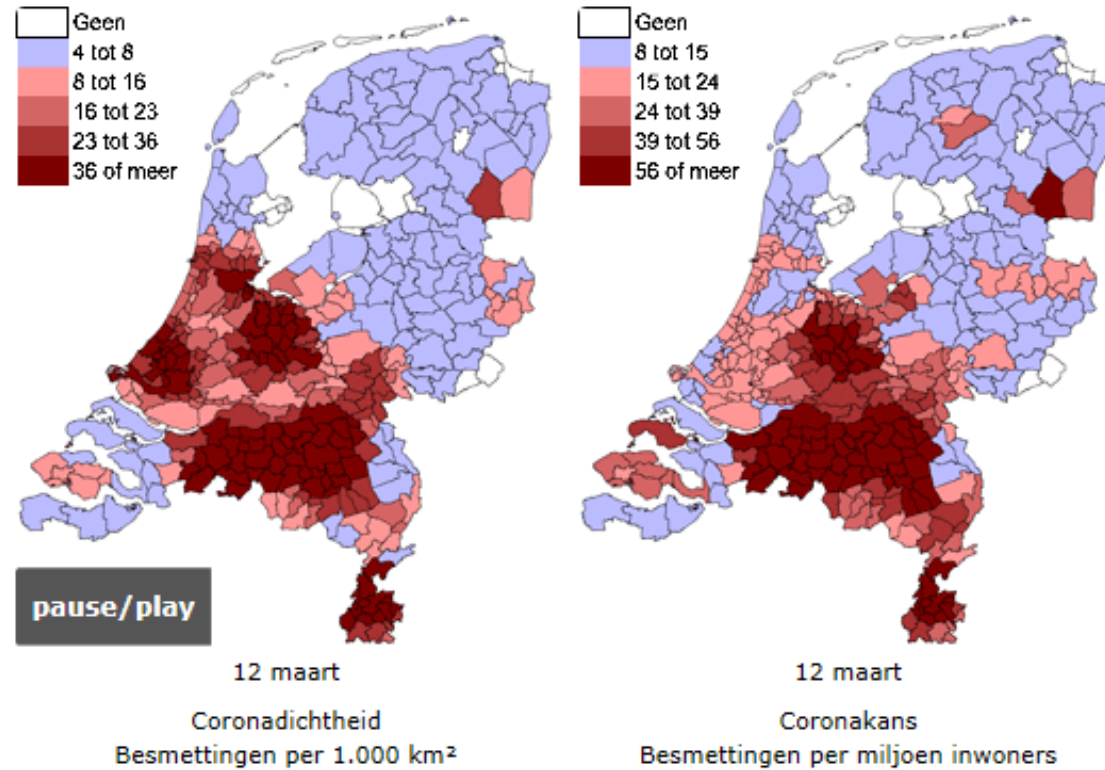 Geen
4 tot 8
8 tot 16
16 tot 23
23 tot 36
36 of meer
Geen
8 tot 15
15 tot 24
24 tot 39
39 tot 56
56 of meer
pause/play
12 maart
12 maart
Coronadichtheid
Besmettingen per 1.000 km²
Coronakans
Besmettingen per miljoen inwoners